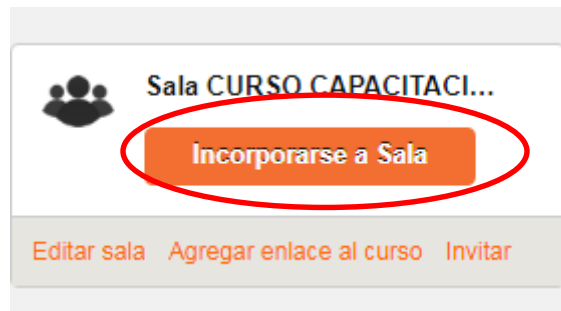 Sala CURSO CAPACITACI...
Incorporarse a Sala
Editar sala Agregar enlace al curso Invitar